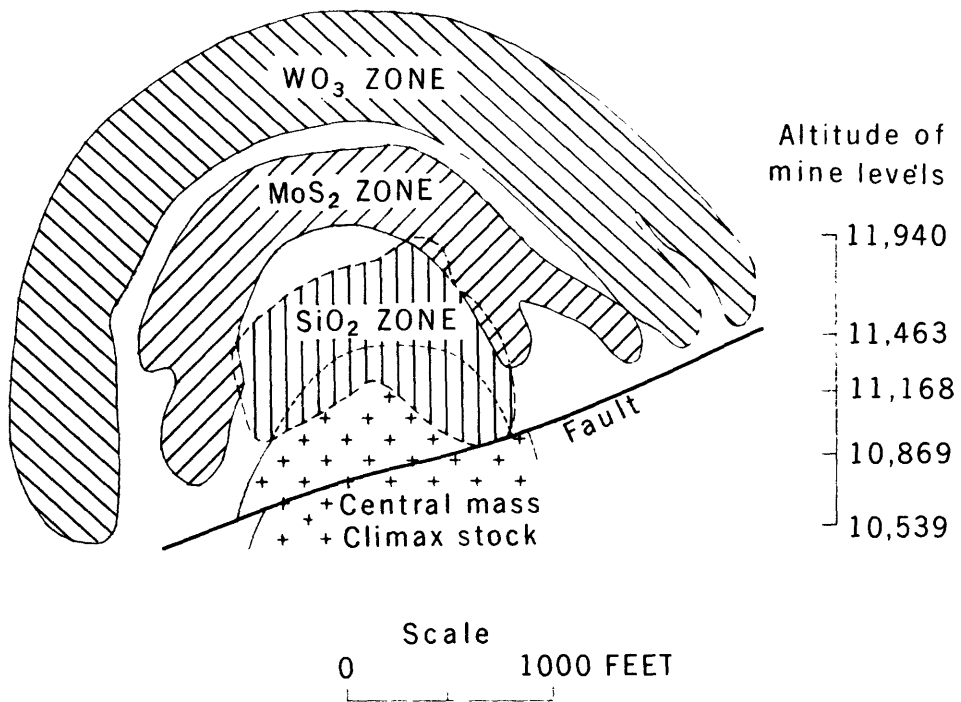 WO3 ZONE
MoS2 ZONE
SiO2 ZONE
Fault
Central mass
Climax stock
Altitude of
mine levels
11,940
11,463
11,168
10,869
10,539
Scale
0 1000 FEET